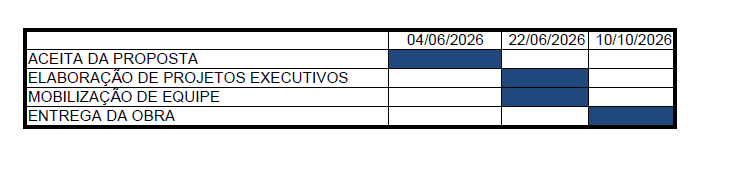 04/06/2026 22/06/2026 10/10/2026
ACEITA DA PROPOSTA
ELABORAÇÃO DE PROJETOS EXECUTIVOS
MOBILIZAÇÃO DE EQUIPE
ENTREGA DA OBRA